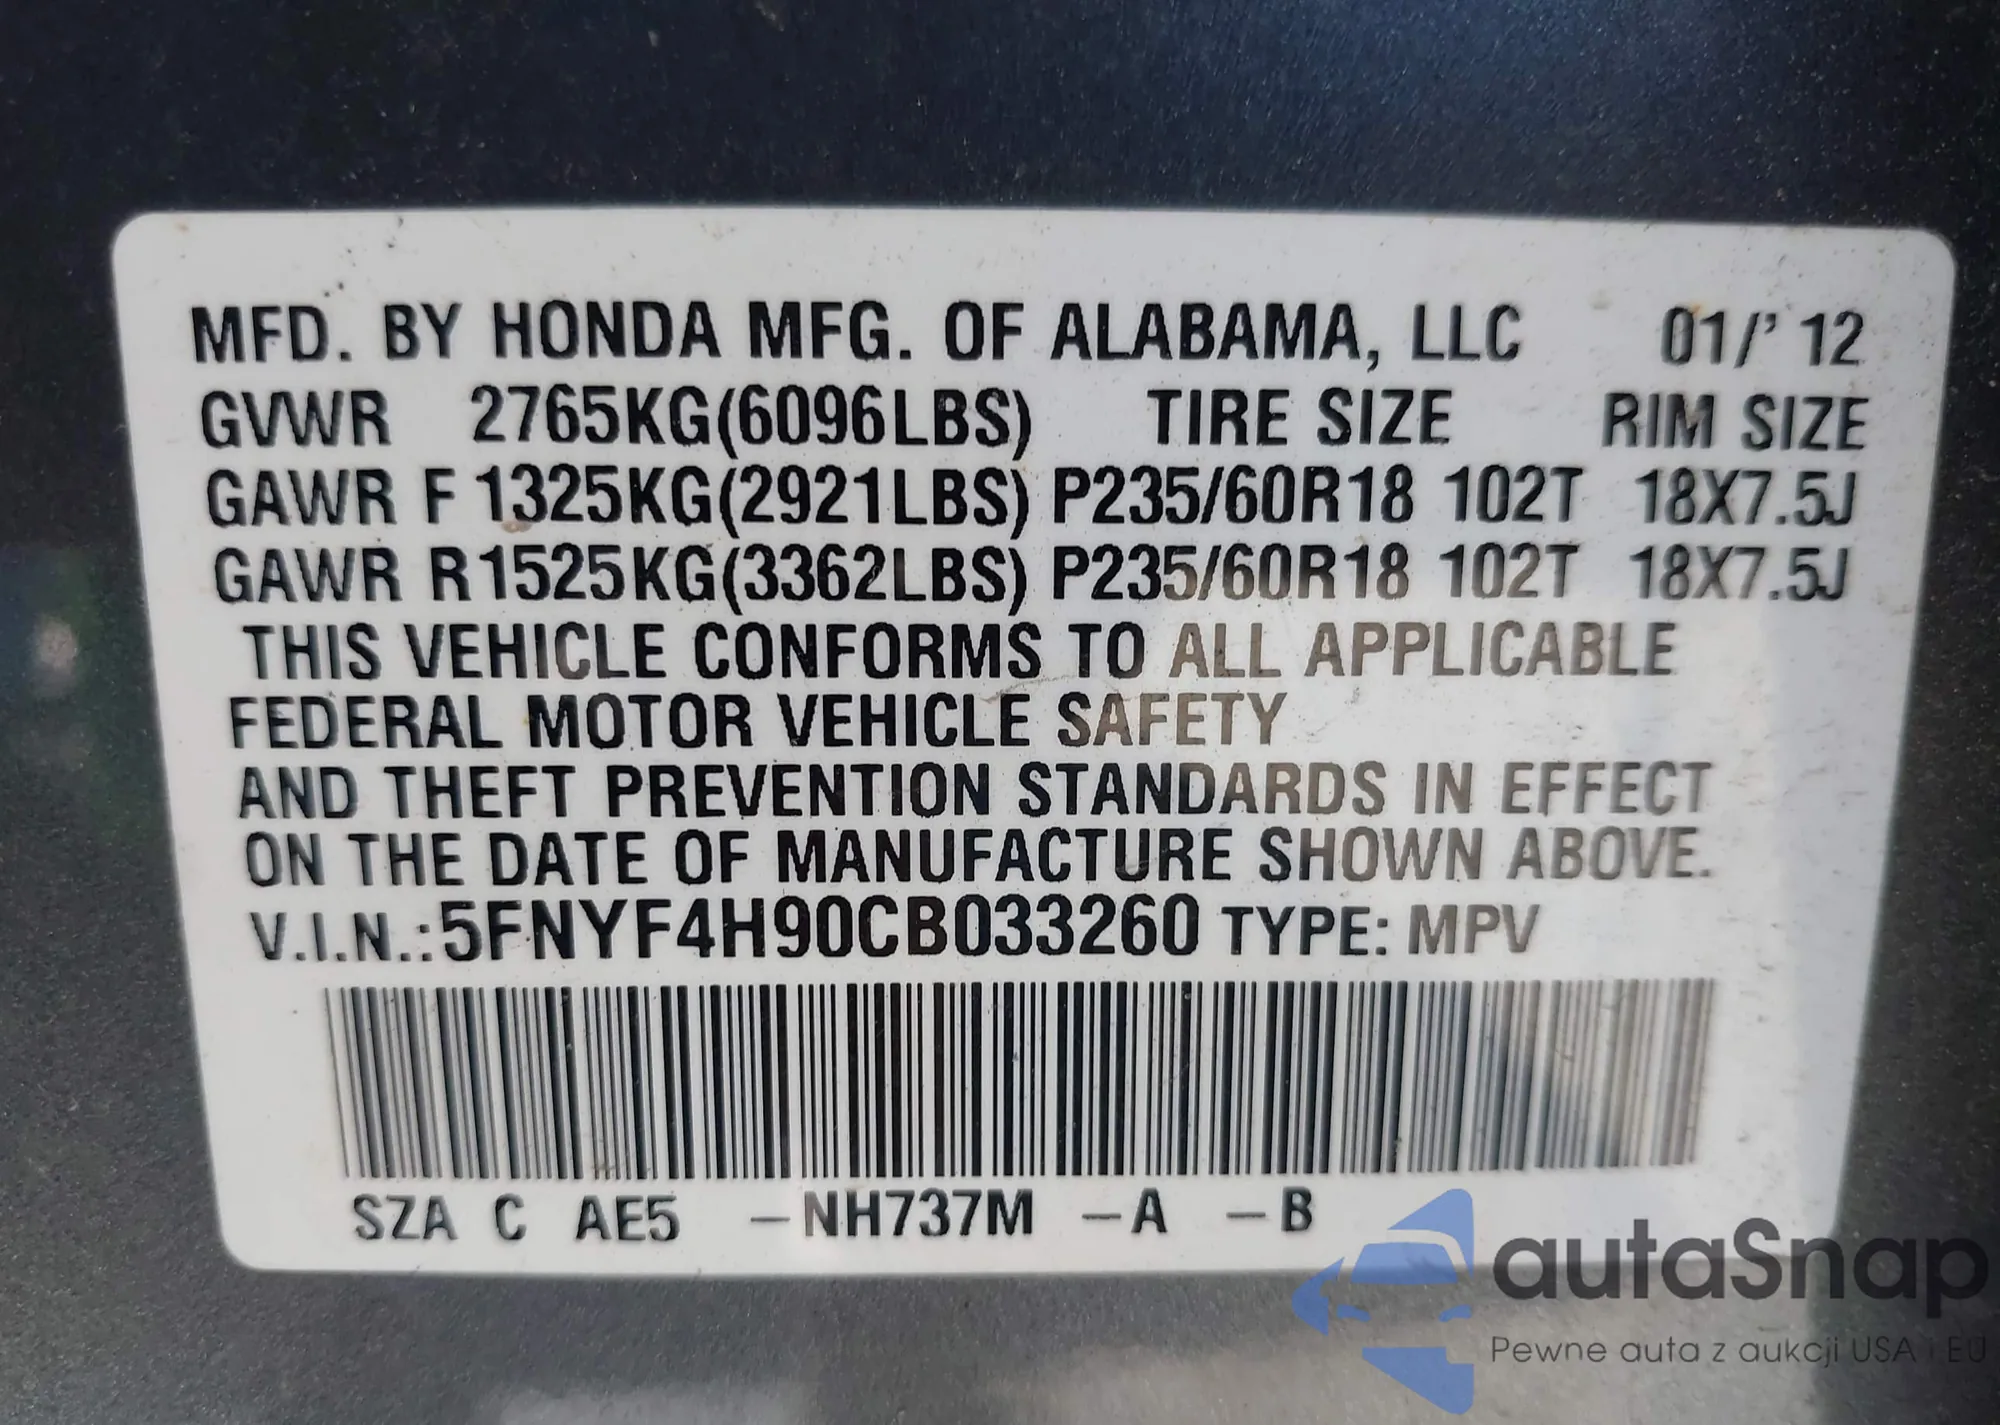 MFD. BY HONDA MFG. OF ALABAMA, LLC 01/'12
GVWR 2765KG(6096LBS) TIRE SIZE RIM SIZE
GAWR F 1325KG(2921LBS) P235/60R18 102T 18X7.5J
GAWR R 1525KG(3362LBS) P235/60R18 102T 18X7.5J
THIS VEHICLE CONFORMS TO ALL APPLICABLE
FEDERAL MOTOR VEHICLE SAFETY
AND THEFT PREVENTION STANDARDS IN EFFECT
ON THE DATE OF MANUFACTURE SHOWN ABOVE.
V.I.N.:5FNYF4H90CB033260 TYPE: MPV
SZA C AE5 -NH737M -A -B
autaSnap
Pewne auta z aukcji USA i EU